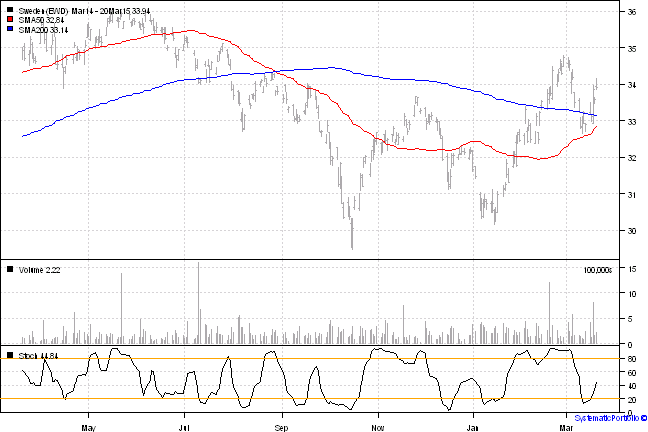 Sweden (EWD) Mar14 - 20Mar15 33.94
SMA50 32.84
SMA200 33.14
36
35
34
33
32
31
30
Volume 2.22
100,000s
15
10
5
0
Stoch 44.84
80
60
40
20
0
May
Jul
Sep
Nov
Jan
Mar
SystematicPortfolio ©